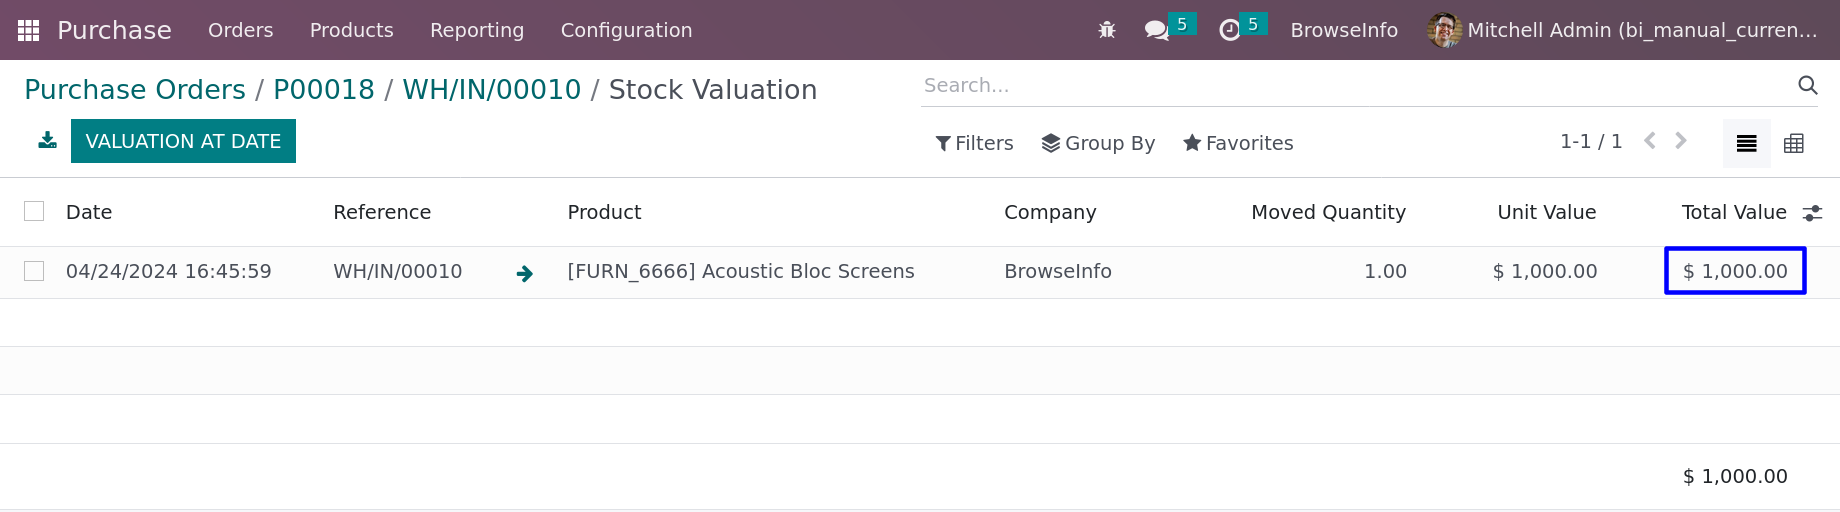 Purchase Orders Products Reporting Configuration 5 5 BrowseInfo Mitchell Admin (bi_manual_curren...
Purchase Orders / P00018 / WH/IN/00010 / Stock Valuation Search...
VALUATION AT DATE Filters Group By Favorites 1-1 / 1
Date Reference Product Company Moved Quantity Unit Value Total Value
04/24/2024 16:45:59 WH/IN/00010 [FURN_6666] Acoustic Bloc Screens BrowseInfo 1.00 $ 1,000.00 $ 1,000.00
$ 1,000.00